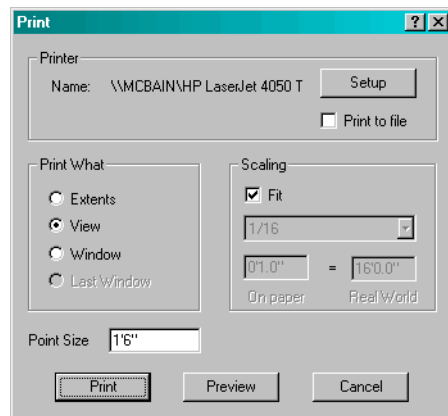 Print
Printer
Name: \\MCBAIN\HP LaserJet 4050 T
Setup
Print to file
Print What
Extents
View
Window
Last Window
Scaling
Fit
1/16
0'1.0" = 16'0.0"
On paper Real World
Point Size 1'6"
Print Preview Cancel